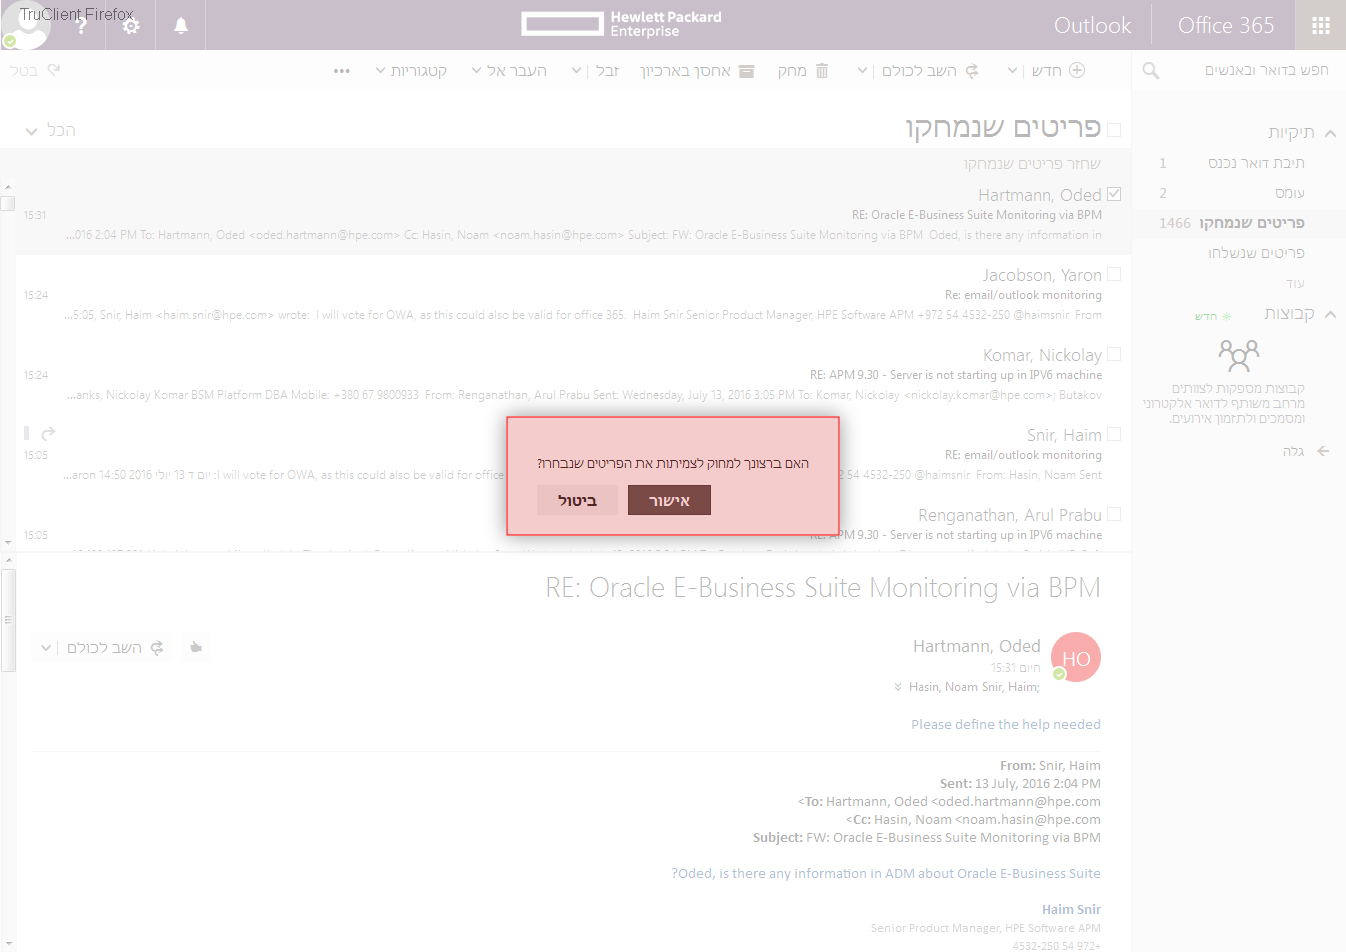 TruClient Firefox
?
Hewlett Packard
Enterprise
Outlook
Office 365
חפש בדואר ובאנשים
חדש
השב לכולם
מחק
אחסן בארכיון
זבל
העבר אל
קטגוריות
בטל
תיקיות
תיבת דואר נכנס 1
עומס 2
פריטים שנמחקו 1466
פריטים שנשלחו
עוד
קבוצות
חדש
קבוצות מספקות לצוותים
מרחב משותף לדואר אלקטרוני
ומסמכים ולתזמון אירועים.
גלה
פריטים שנמחקו
הכל
שחזר פריטים שנמחקו
Hartmann, Oded
RE: Oracle E-Business Suite Monitoring via BPM
15:31
...016 2:04 PM To: Hartmann, Oded <oded.hartmann@hpe.com> Cc: Hasin, Noam <noam.hasin@hpe.com> Subject: FW: Oracle E-Business Suite Monitoring via BPM Oded, is there any information in
Jacobson, Yaron
Re: email/outlook monitoring
15:24
...5:05, Snir, Haim <haim.snir@hpe.com> wrote: I will vote for OWA, as this could also be valid for office 365. Haim Snir Senior Product Manager, HPE Software APM +972 54 4532-250 @haimsnir From
Komar, Nickolay
RE: APM 9.30 - Server is not starting up in IPV6 machine
15:24
...anks, Nickolay Komar BSM Platform DBA Mobile: +380 67 9800933 From: Renganathan, Arul Prabu Sent: Wednesday, July 13, 2016 3:05 PM To: Komar, Nickolay <nickolay.komar@hpe.com>; Butakov
Snir, Haim
RE: email/outlook monitoring
15:05
...aron 14:50 2016 יום ד 13 יולי :I will vote for OWA, as this could also be valid for office
2 54 4532-250 @haimsnir From: Hasin, Noam Sent
Renganathan, Arul Prabu
RE: APM 9.30 - Server is not starting up in IPV6 machine
15:05
האם ברצונך למחוק לצמיתות את הפריטים שנבחרו?
אישור
ביטול
RE: Oracle E-Business Suite Monitoring via BPM
השב לכולם
HO
Hartmann, Oded
היום 15:31
Hasin, Noam Snir, Haim;
Please define the help needed
From: Snir, Haim
Sent: 13 July, 2016 2:04 PM
<To: Hartmann, Oded <oded.hartmann@hpe.com
<Cc: Hasin, Noam <noam.hasin@hpe.com
Subject: FW: Oracle E-Business Suite Monitoring via BPM
?Oded, is there any information in ADM about Oracle E-Business Suite
Haim Snir
Senior Product Manager, HPE Software APM
4532-250 54 972+